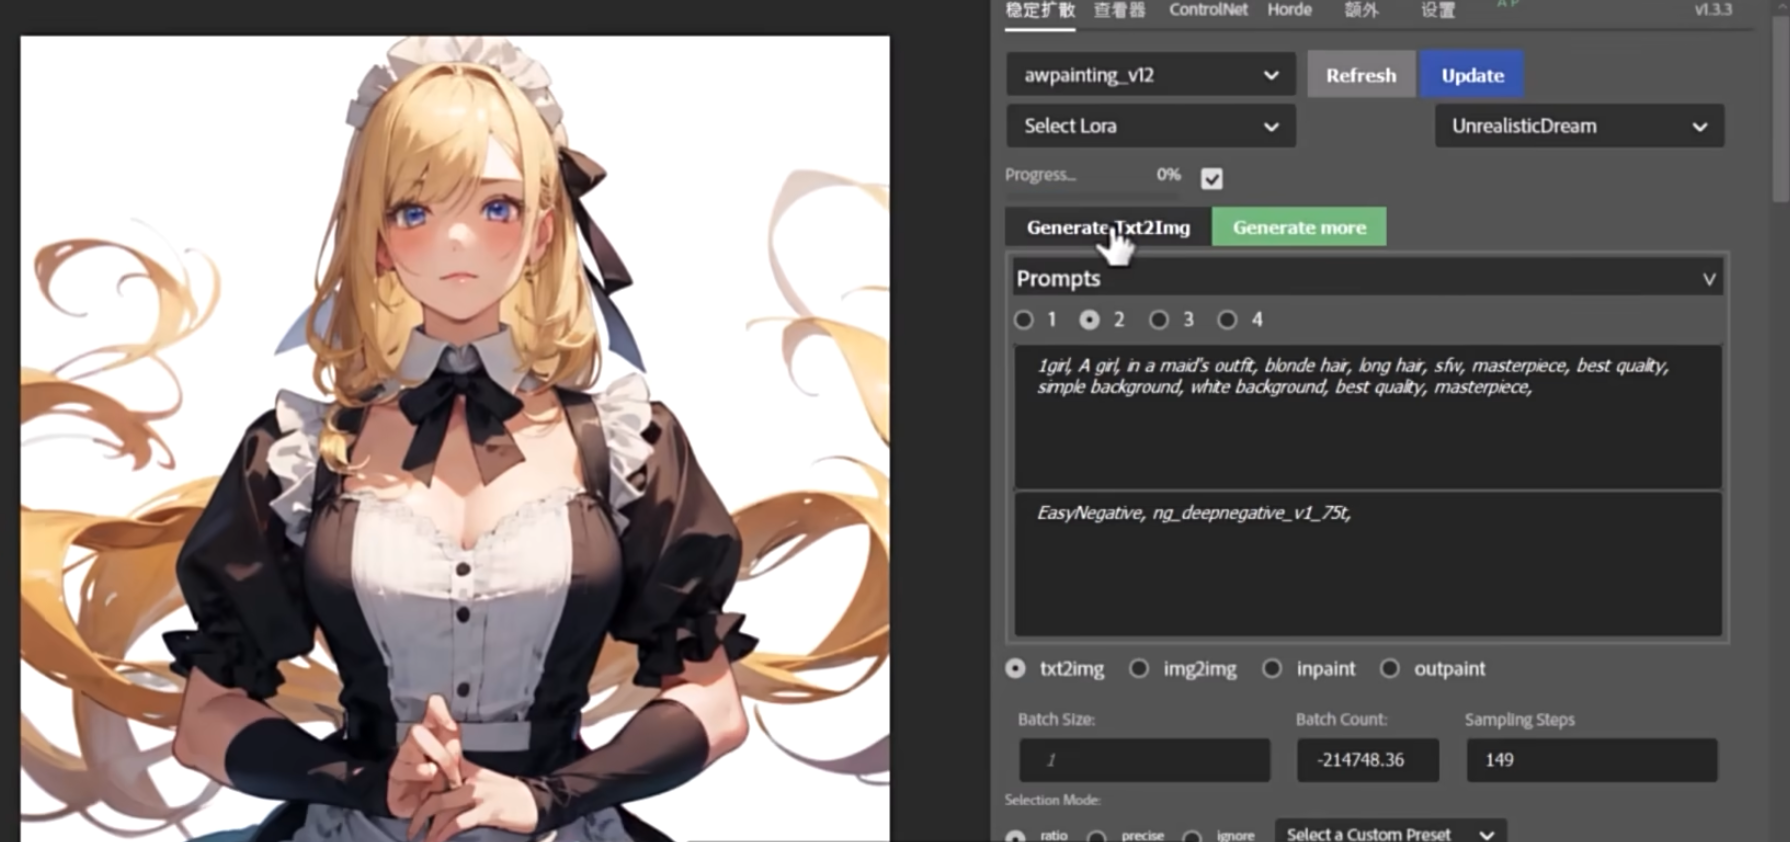 稳定扩散 查看器 ControlNet Horde 额外 设置 v1.3.3
awpainting_v12 Refresh Update
Select Lora UnrealisticDream
Progress... 0%
Generate Txt2Img Generate more
Prompts
1 2 3 4
1girl, A girl, in a maid's outfit, blonde hair, long hair, sfw, masterpiece, best quality,
simple background, white background, best quality, masterpiece,
EasyNegative, ng_deepnegative_v1_75t,
txt2img img2img inpaint outpaint
Batch Size: Batch Count: Sampling Steps
1 -214748.36 149
Selection Mode:
ratio precise ignore Select a Custom Preset